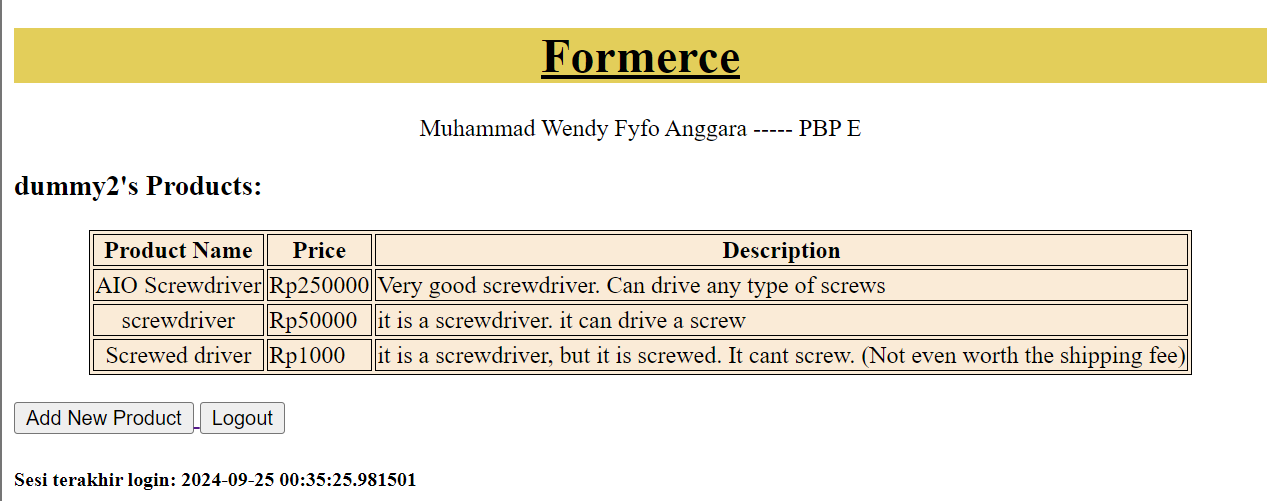 Formerce
Muhammad Wendy Fyfo Anggara ----- PBP E
dummy2's Products:
Product Name Price Description
AIO Screwdriver Rp250000 Very good screwdriver. Can drive any type of screws
screwdriver Rp50000 it is a screwdriver. it can drive a screw
Screwed driver Rp1000 it is a screwdriver, but it is screwed. It cant screw. (Not even worth the shipping fee)
Add New Product Logout
Sesi terakhir login: 2024-09-25 00:35:25.981501